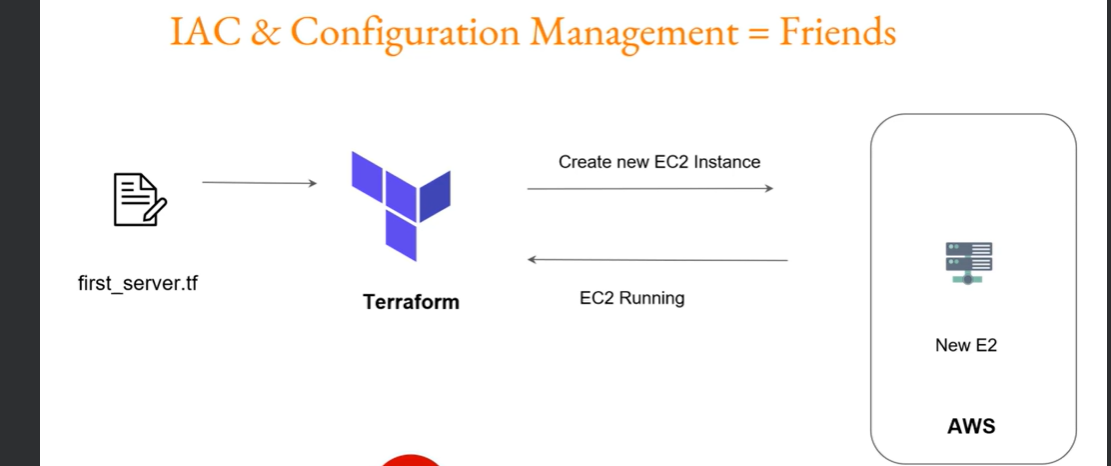 IAC & Configuration Management = Friends
Create new EC2 Instance
first_server.tf
Terraform
EC2 Running
New E2
AWS